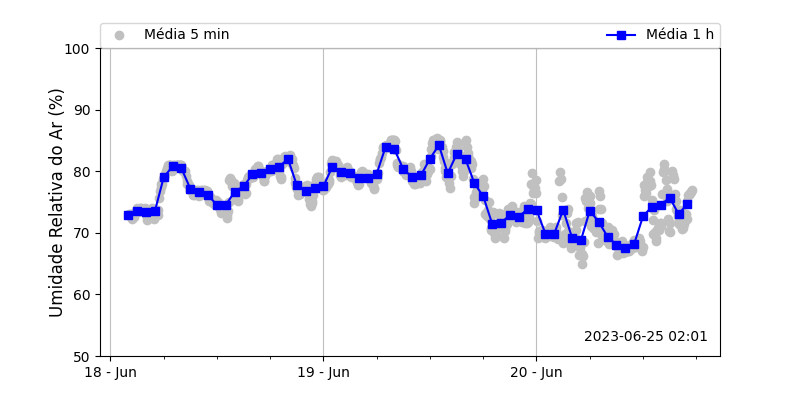 Média 5 min
Média 1 h
Umidade Relativa do Ar (%)
100
90
80
70
60
50
2023-06-25 02:01
18 - Jun
19 - Jun
20 - Jun